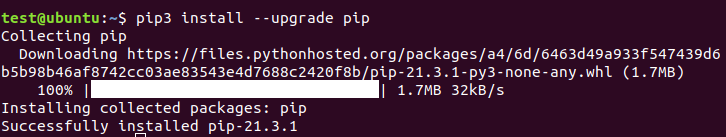 test@ubuntu:~$ pip3 install --upgrade pip
Collecting pip
  Downloading https://files.pythonhosted.org/packages/a4/6d/6463d49a933f547439d6
b5b98b46af8742cc03ae83543e4d7688c2420f8b/pip-21.3.1-py3-none-any.whl (1.7MB)
    100% |████████████████████████████████| 1.7MB 32kB/s
Installing collected packages: pip
Successfully installed pip-21.3.1